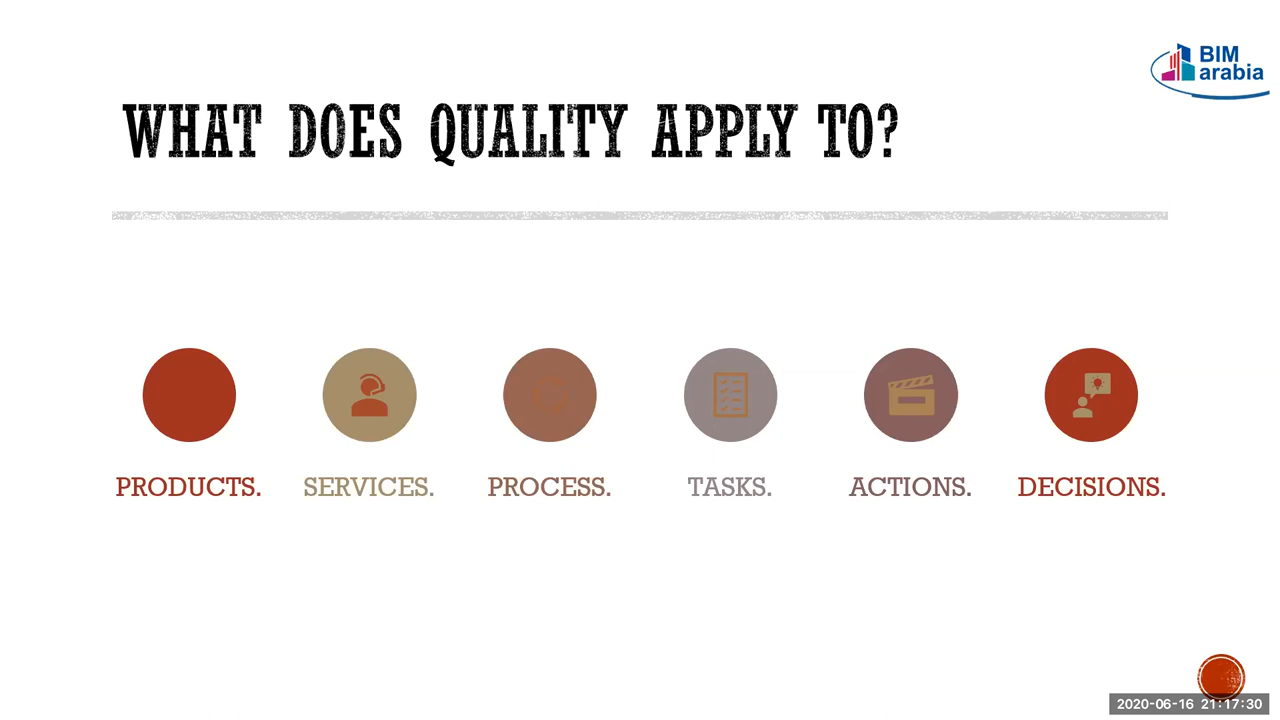 BIM
arabia
WHAT DOES QUALITY APPLY TO?
PRODUCTS.
SERVICES.
PROCESS.
TASKS.
ACTIONS.
DECISIONS.
2020-06-16 21:17:30